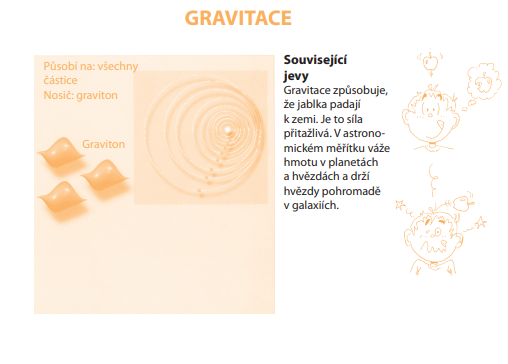 GRAVITACE
Působí na: všechny
částice
Nosič: graviton
Graviton
Související
jevy
Gravitace způsobuje,
že jablka padají
k zemi. Je to síla
přitažlivá. V astrono-
mickém měřítku váže
hmotu v planetách
a hvězdách a drží
hvězdy pohromadě
v galaxiích.